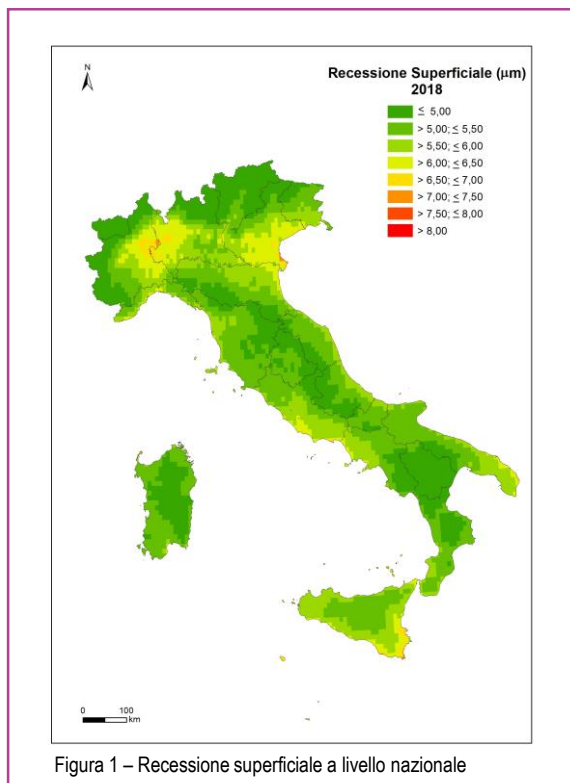 N
Recessione Superficiale (µm)
2018
≤ 5,00
> 5,00; ≤ 5,50
> 5,50; ≤ 6,00
> 6,00; ≤ 6,50
> 6,50; ≤ 7,00
> 7,00; ≤ 7,50
> 7,50; ≤ 8,00
> 8,00
0 100
km
Figura 1 – Recessione superficiale a livello nazionale